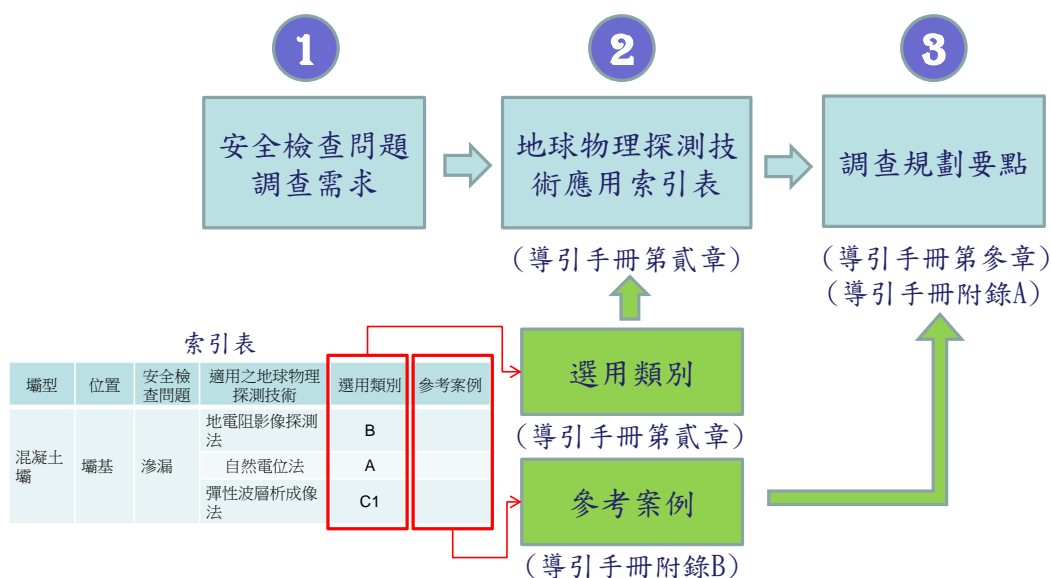 1
2
3
安全檢查問題
調查需求
地球物理探測技
術應用索引表
調查規劃要點
(導引手冊第貳章)
(導引手冊第參章)
(導引手冊附錄A)
索引表
壩型
位置
安全檢
查問題
適用之地球物理
探測技術
選用類別
參考案例
混凝土
壩
壩基
滲漏
地電阻影像探測
法
B
自然電位法
A
彈性波層析成像
法
C1
選用類別
(導引手冊第貳章)
參考案例
(導引手冊附錄B)